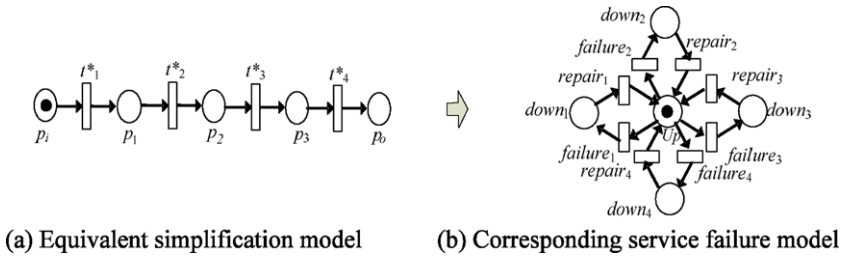 t*1 t*2 t*3 t*4
pi p1 p2 p3 po
down2
failure2 repair2
repair1 repair3
down1 down3
Up
failure1 failure3
repair4 failure4
down4
(a) Equivalent simplification model
(b) Corresponding service failure model